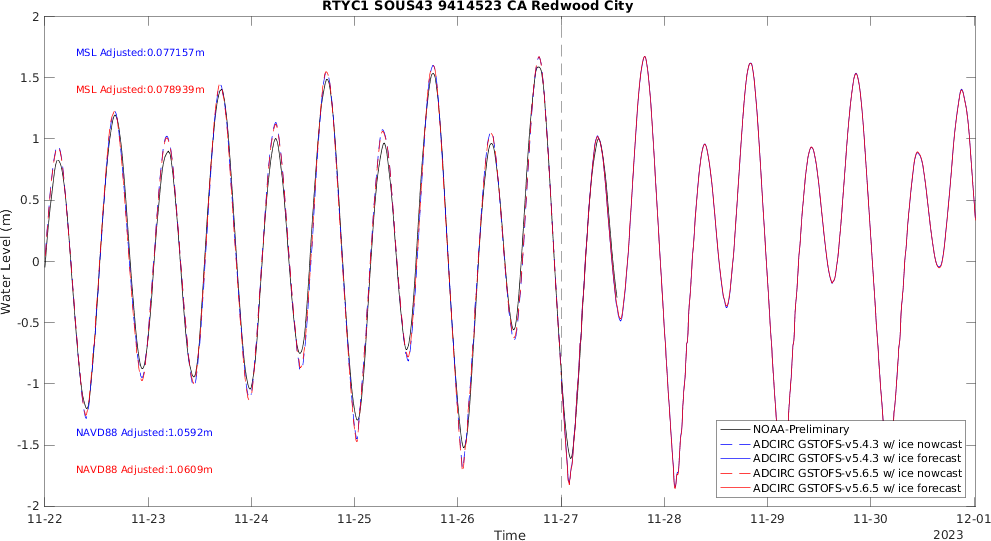 RTYC1 SOUS43 9414523 CA Redwood City
2
1.5
1
0.5
0
-0.5
-1
-1.5
-2
Water Level (m)
MSL Adjusted:0.077157m
MSL Adjusted:0.078939m
NAVD88 Adjusted:1.0592m
NAVD88 Adjusted:1.0609m
NOAA-Preliminary
ADCIRC GSTOFS-v5.4.3 w/ ice nowcast
ADCIRC GSTOFS-v5.4.3 w/ ice forecast
ADCIRC GSTOFS-v5.6.5 w/ ice nowcast
ADCIRC GSTOFS-v5.6.5 w/ ice forecast
11-22 11-23 11-24 11-25 11-26 11-27 11-28 11-29 11-30 12-01
Time
2023